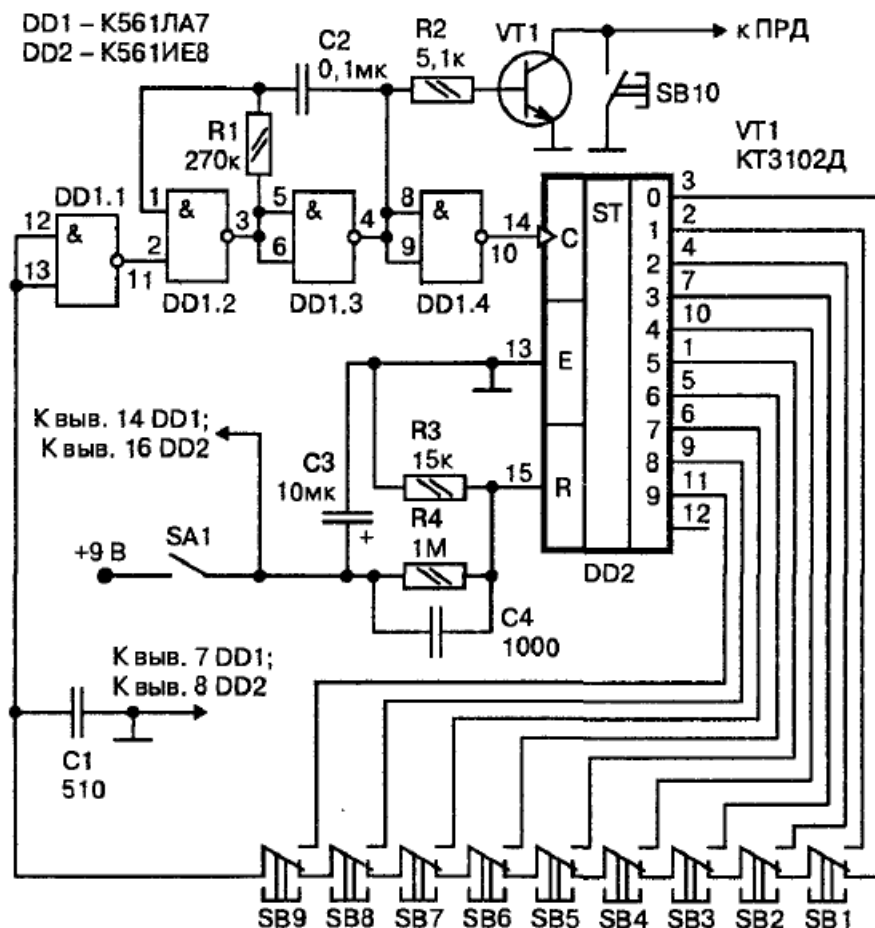 DD1 – К561ЛА7
DD2 – К561ИЕ8
C2
0,1мк
R2
5,1к
VT1
к ПРД
SB10
VT1
КТ3102Д
R1
270к
DD1.1
12
13
&
11
1
2
&
3
DD1.2
5
6
&
4
DD1.3
8
9
&
10
DD1.4
14
C
ST
13
E
15
R
DD2
0 3
1 2
2 4
3 7
4 10
5 1
6 5
7 6
8 9
9 11
12
К выв. 14 DD1;
К выв. 16 DD2
C3
10мк
+
R3
15к
R4
1М
C4
1000
+9 В
SA1
К выв. 7 DD1;
К выв. 8 DD2
C1
510
SB9 SB8 SB7 SB6 SB5 SB4 SB3 SB2 SB1